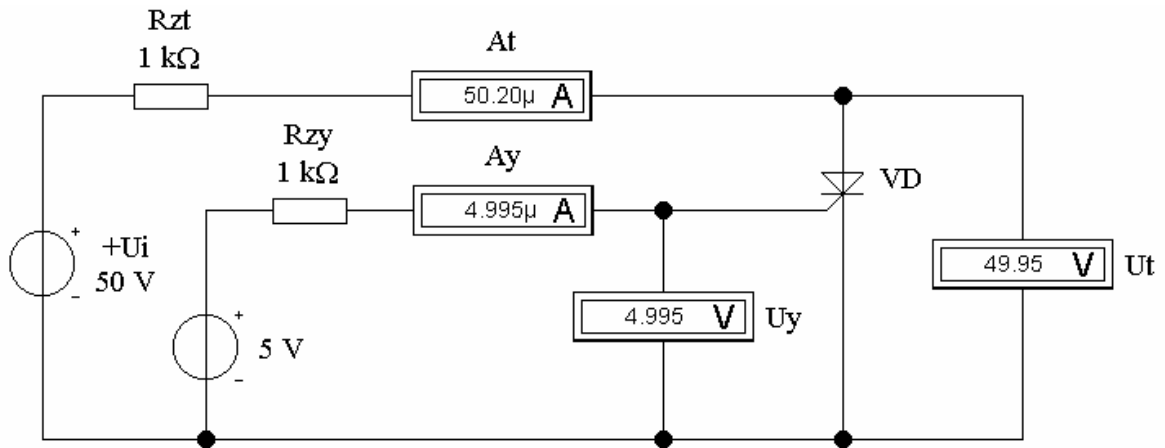 Rzt
1 kΩ
At
50.20µ A
Rzy
1 kΩ
Ay
4.995µ A
VD
+
+Ui
50 V
-
49.95 V
Ut
+
5 V
-
4.995 V
Uy